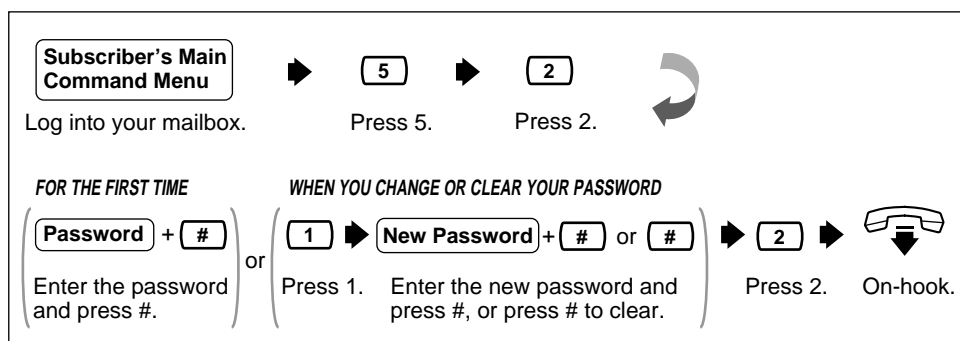 Subscriber's Main
Command Menu
5
2
Log into your mailbox.
Press 5.
Press 2.
FOR THE FIRST TIME
WHEN YOU CHANGE OR CLEAR YOUR PASSWORD
Password + #
or
1
New Password + # or #
2
Enter the password
and press #.
Press 1.
Enter the new password and
press #, or press # to clear.
Press 2.
On-hook.